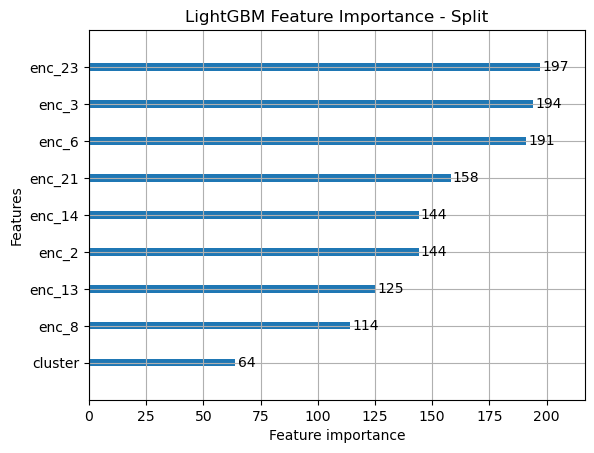 LightGBM Feature Importance - Split
Features
enc_23 197
enc_3 194
enc_6 191
enc_21 158
enc_14 144
enc_2 144
enc_13 125
enc_8 114
cluster 64
0 25 50 75 100 125 150 175 200
Feature importance